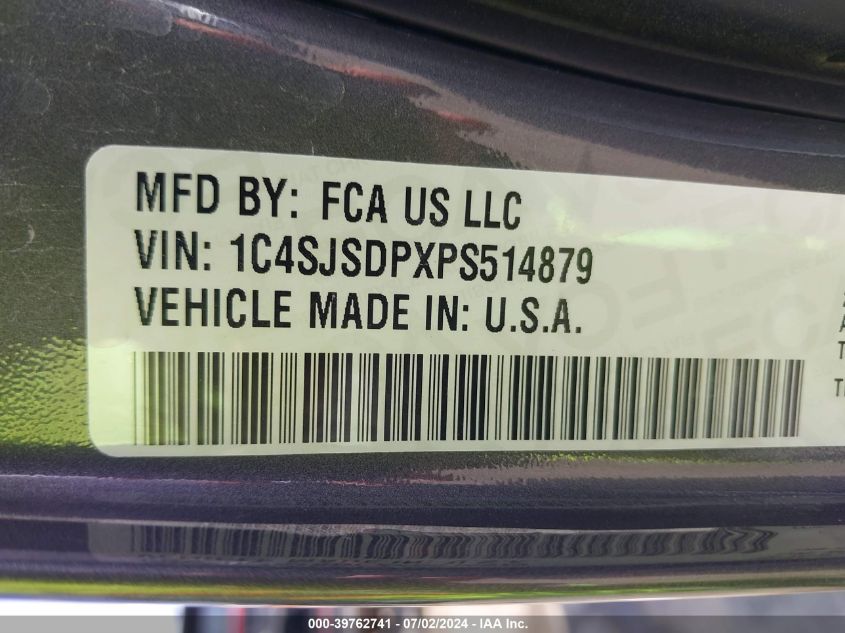 MFD BY: FCA US LLC
VIN: 1C4SJSDPXPS514879
VEHICLE MADE IN: U.S.A.
000-39762741 - 07/02/2024 - IAA Inc.